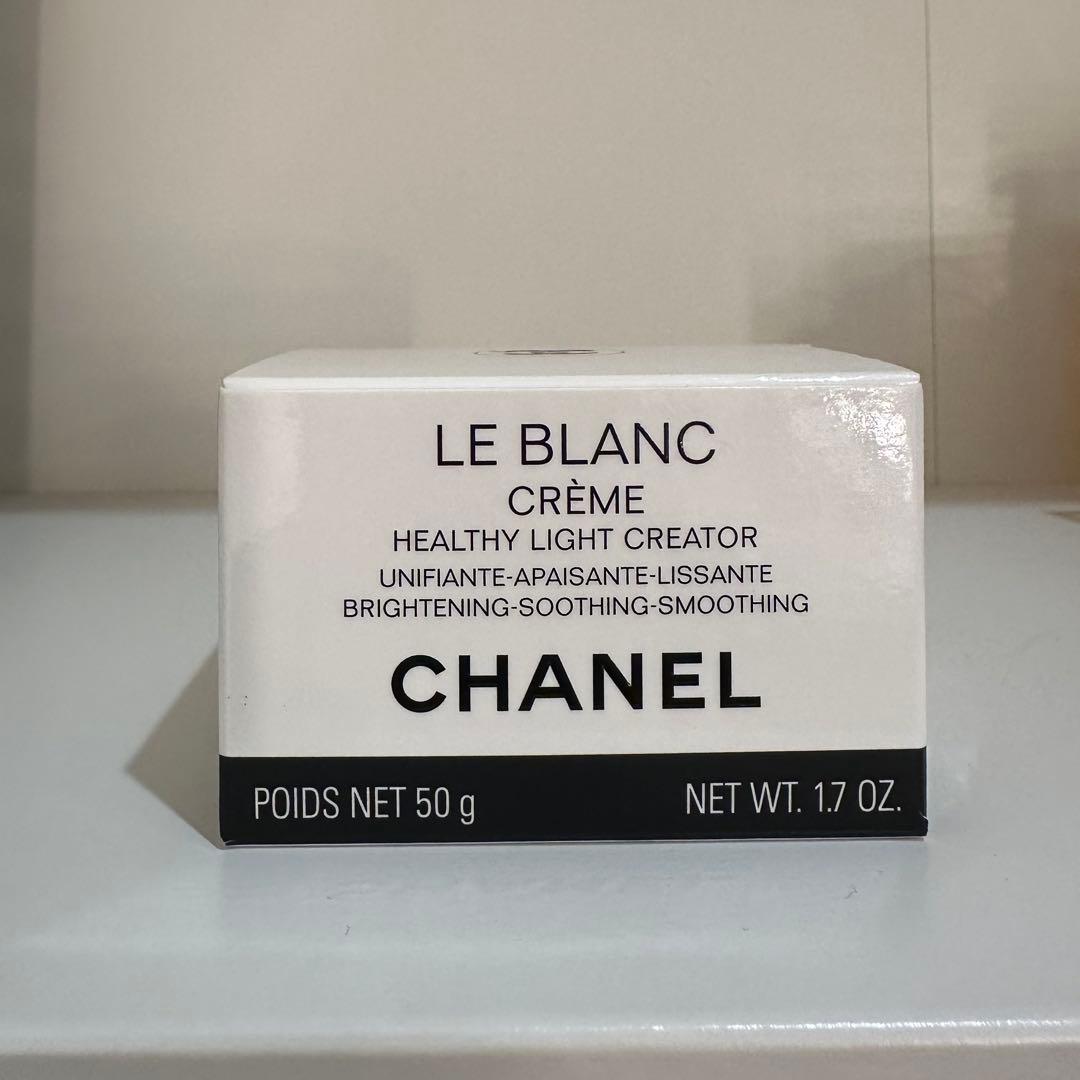 LE BLANC
CRÈME
HEALTHY LIGHT CREATOR
UNIFIANTE-APAISANTE-LISSANTE
BRIGHTENING-SOOTHING-SMOOTHING
CHANEL
POIDS NET 50 g NET WT. 1.7 OZ.